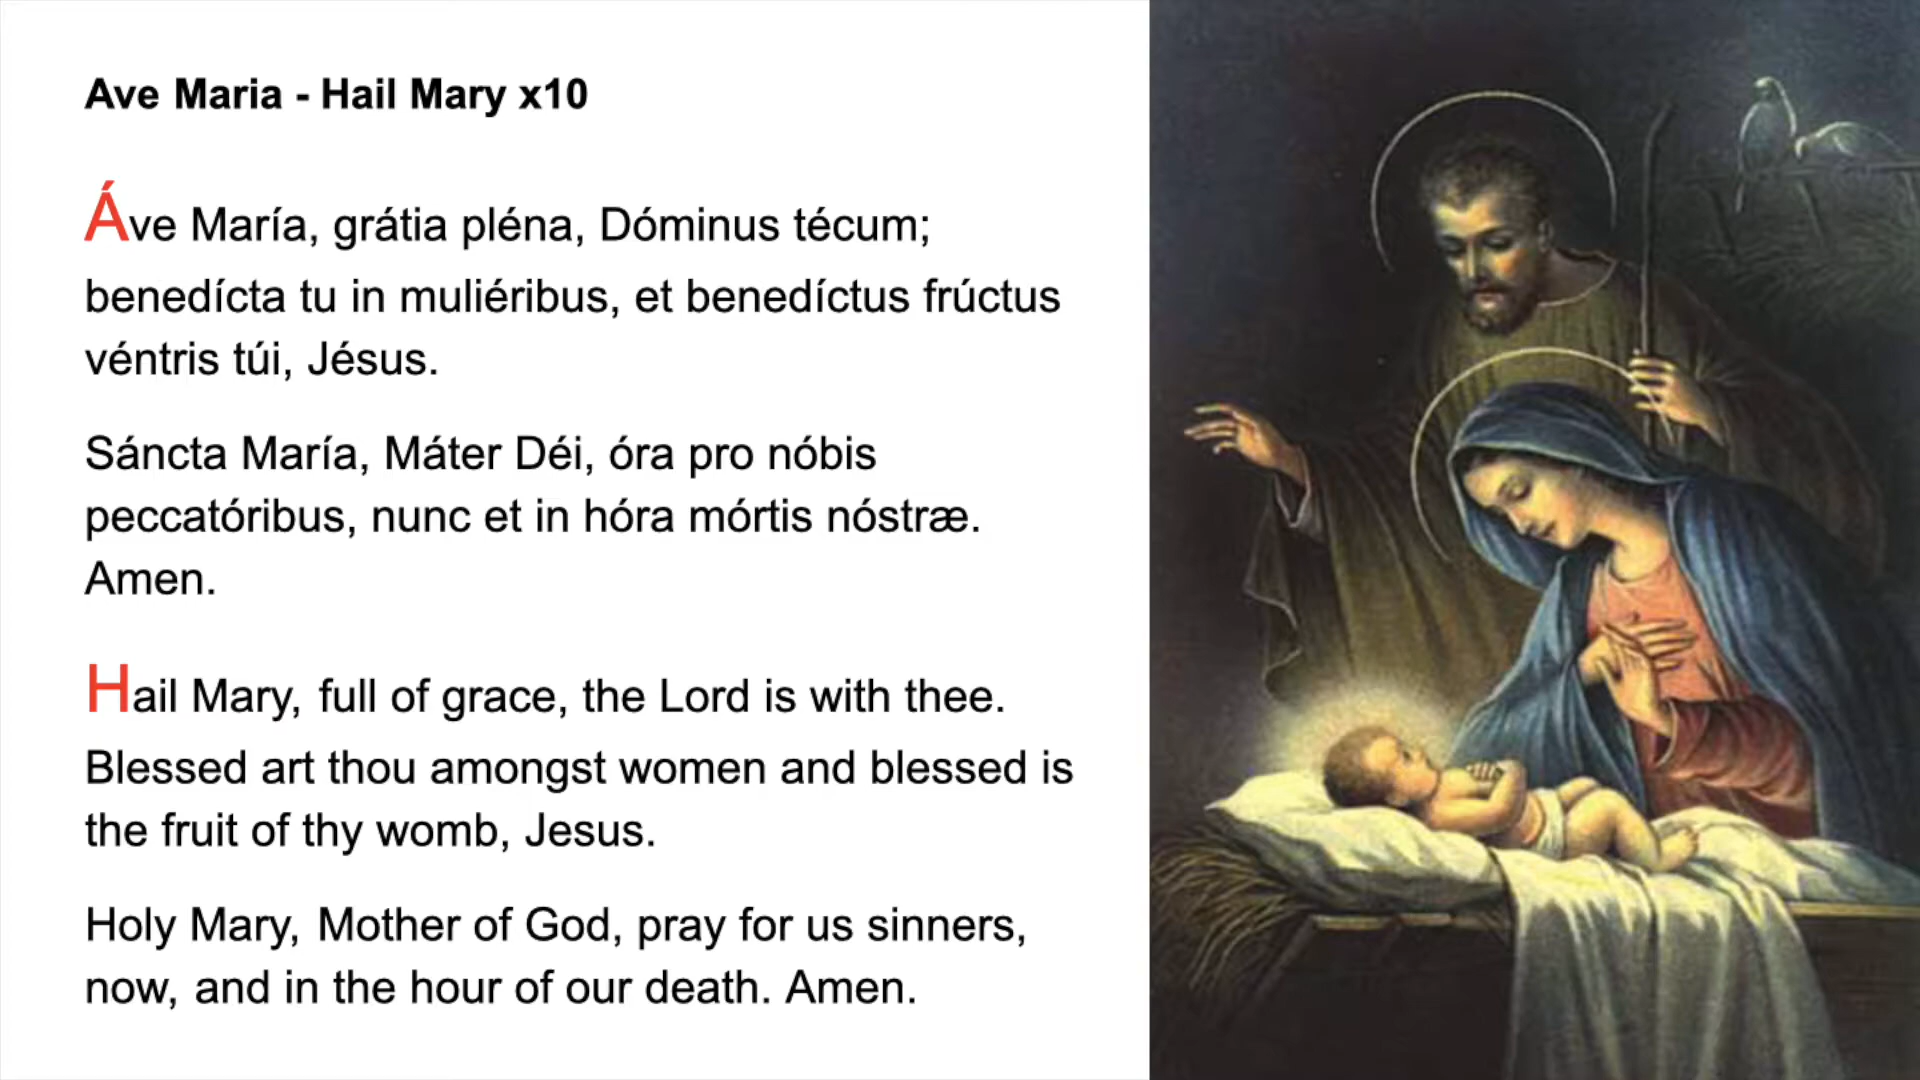 Ave Maria - Hail Mary x10
Áve María, grátia pléna, Dóminus técum;
benedícta tu in muliéribus, et benedíctus frúctus
véntris túi, Jésus.
Sáncta María, Máter Déi, óra pro nóbis
peccatóribus, nunc et in hóra mórtis nóstræ.
Amen.
Hail Mary, full of grace, the Lord is with thee.
Blessed art thou amongst women and blessed is
the fruit of thy womb, Jesus.
Holy Mary, Mother of God, pray for us sinners,
now, and in the hour of our death. Amen.